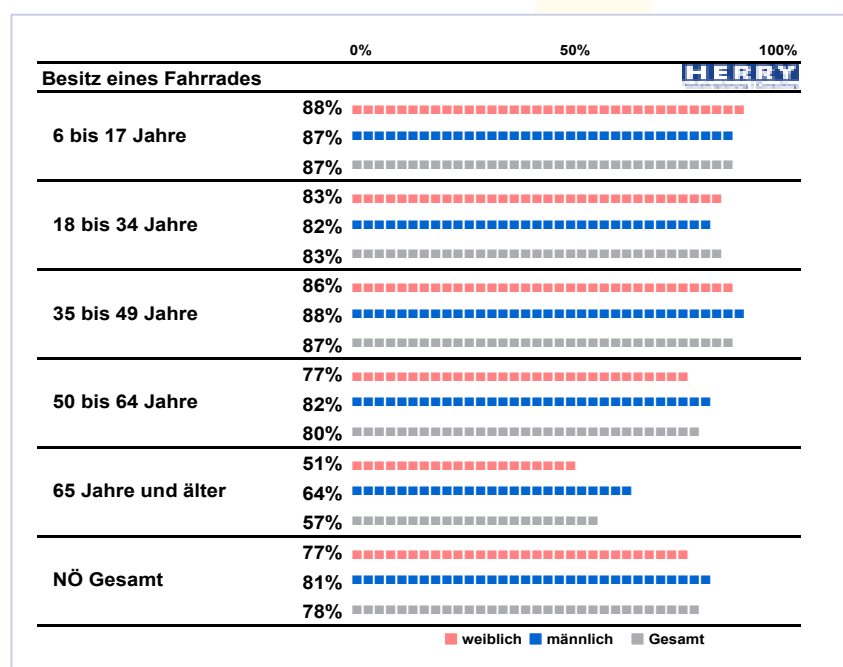 0% 50% 100%
Besitz eines Fahrrades
HERRY
88%
6 bis 17 Jahre 87%
87%
83%
18 bis 34 Jahre 82%
83%
86%
35 bis 49 Jahre 88%
87%
77%
50 bis 64 Jahre 82%
80%
51%
65 Jahre und älter 64%
57%
77%
NÖ Gesamt 81%
78%
weiblich männlich Gesamt